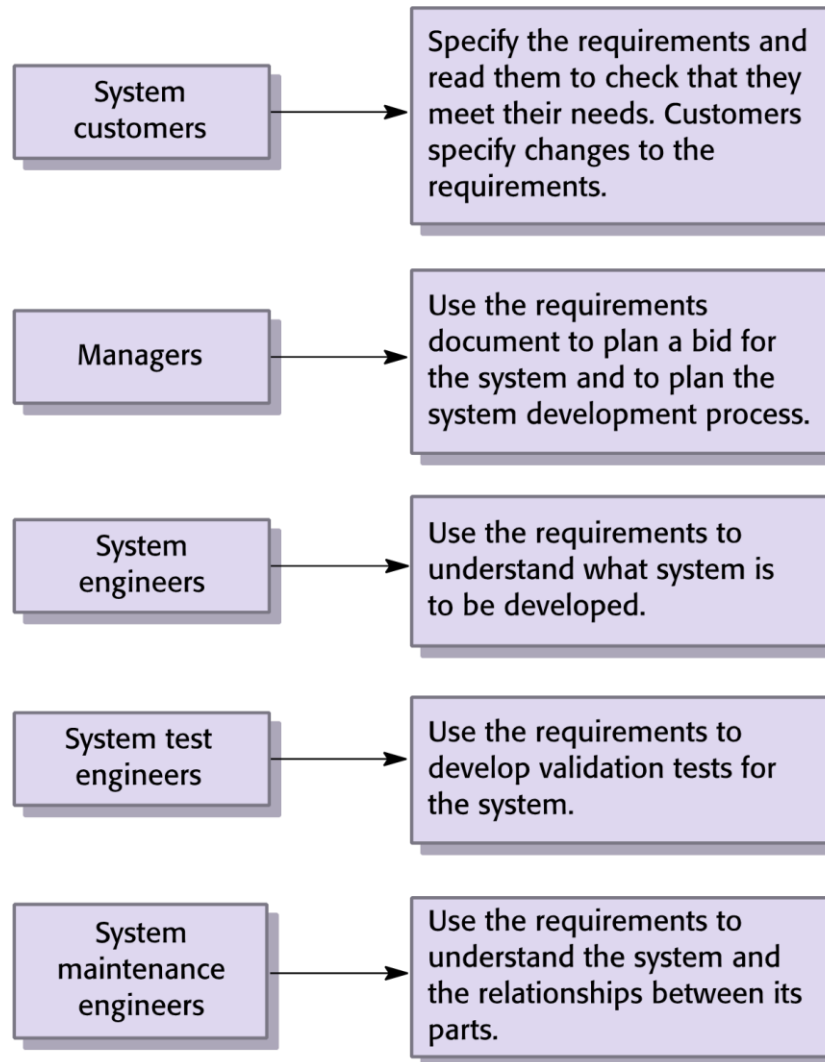 System
customers
Specify the requirements and
read them to check that they
meet their needs. Customers
specify changes to the
requirements.
Managers
Use the requirements
document to plan a bid for
the system and to plan the
system development process.
System
engineers
Use the requirements to
understand what system is
to be developed.
System test
engineers
Use the requirements to
develop validation tests for
the system.
System
maintenance
engineers
Use the requirements to
understand the system and
the relationships between its
parts.